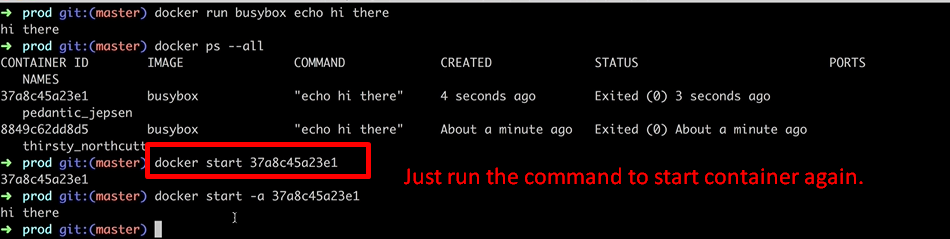 ➜ prod git:(master) docker run busybox echo hi there
hi there
➜ prod git:(master) docker ps --all
CONTAINER ID IMAGE COMMAND CREATED STATUS PORTS
NAMES
37a8c45a23e1 busybox "echo hi there" 4 seconds ago Exited (0) 3 seconds ago
pedantic_jepsen
8849c62dd8d5 busybox "echo hi there" About a minute ago Exited (0) About a minute ago
thirsty_northcutt
➜ prod git:(master) docker start 37a8c45a23e1
37a8c45a23e1
Just run the command to start container again.
➜ prod git:(master) docker start -a 37a8c45a23e1
hi there
➜ prod git:(master)